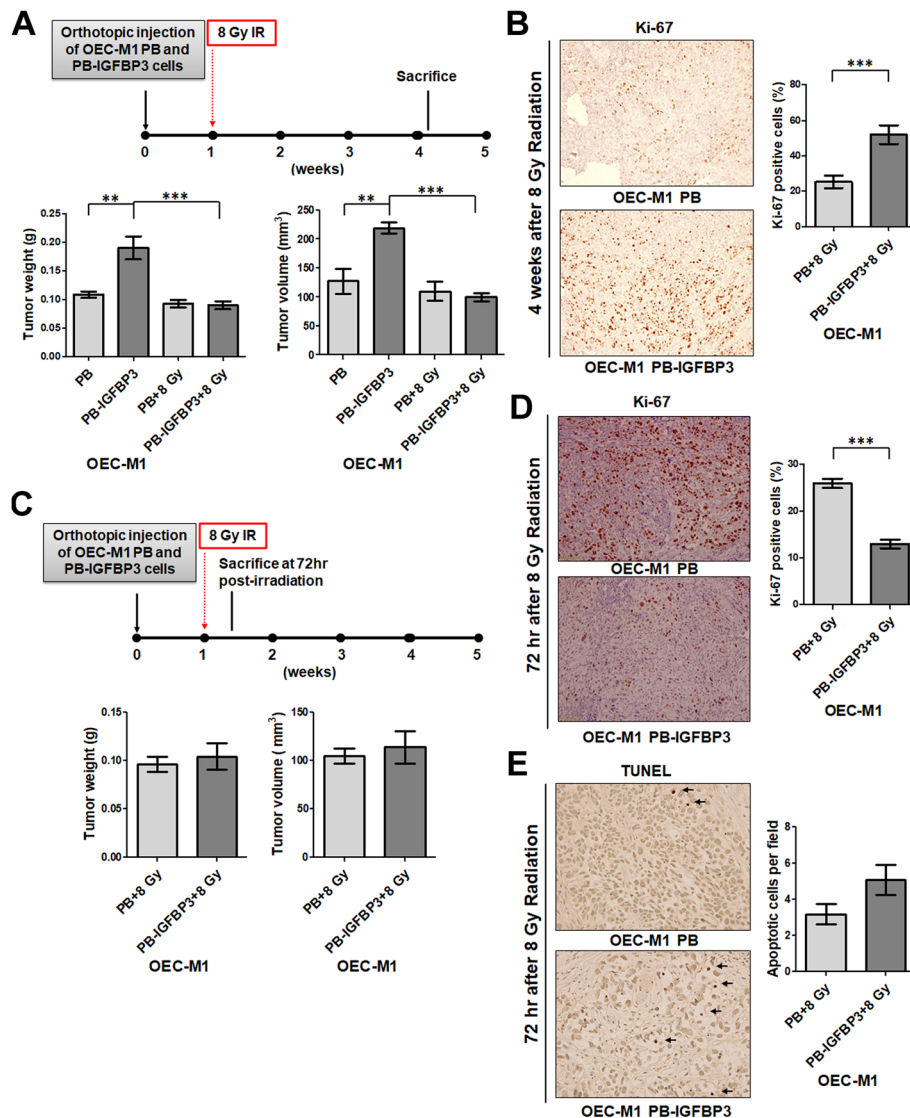 A
Orthotopic injection
of OEC-M1 PB and
PB-IGFBP3 cells
8 Gy IR
Sacrifice
0 1 2 3 4 5
(weeks)
Tumor weight (g)
0.25
0.20
0.15
0.10
0.05
0.00
** ***
PB
PB-IGFBP3
PB+8 Gy
PB-IGFBP3+8 Gy
OEC-M1
Tumor volume (mm3)
250
200
150
100
50
0
** ***
PB
PB-IGFBP3
PB+8 Gy
PB-IGFBP3+8 Gy
OEC-M1
B
Ki-67
4 weeks after 8 Gy Radiation
OEC-M1 PB
OEC-M1 PB-IGFBP3
Ki-67 positive cells (%)
80
60
40
20
0
***
PB+8 Gy
PB-IGFBP3+8 Gy
OEC-M1
C
Orthotopic injection
of OEC-M1 PB and
PB-IGFBP3 cells
8 Gy IR
Sacrifice at 72hr
post-irradiation
0 1 2 3 4 5
(weeks)
Tumor weight (g)
0.15
0.10
0.05
0.00
PB+8 Gy
PB-IGFBP3+8 Gy
OEC-M1
Tumor volume ( mm3)
150
100
50
0
PB+8 Gy
PB-IGFBP3+8 Gy
OEC-M1
D
Ki-67
72 hr after 8 Gy Radiation
OEC-M1 PB
OEC-M1 PB-IGFBP3
Ki-67 positive cells (%)
30
20
10
0
***
PB+8 Gy
PB-IGFBP3+8 Gy
OEC-M1
E
TUNEL
72 hr after 8 Gy Radiation
OEC-M1 PB
OEC-M1 PB-IGFBP3
Apoptotic cells per field
8
6
4
2
0
PB+8 Gy
PB-IGFBP3+8 Gy
OEC-M1